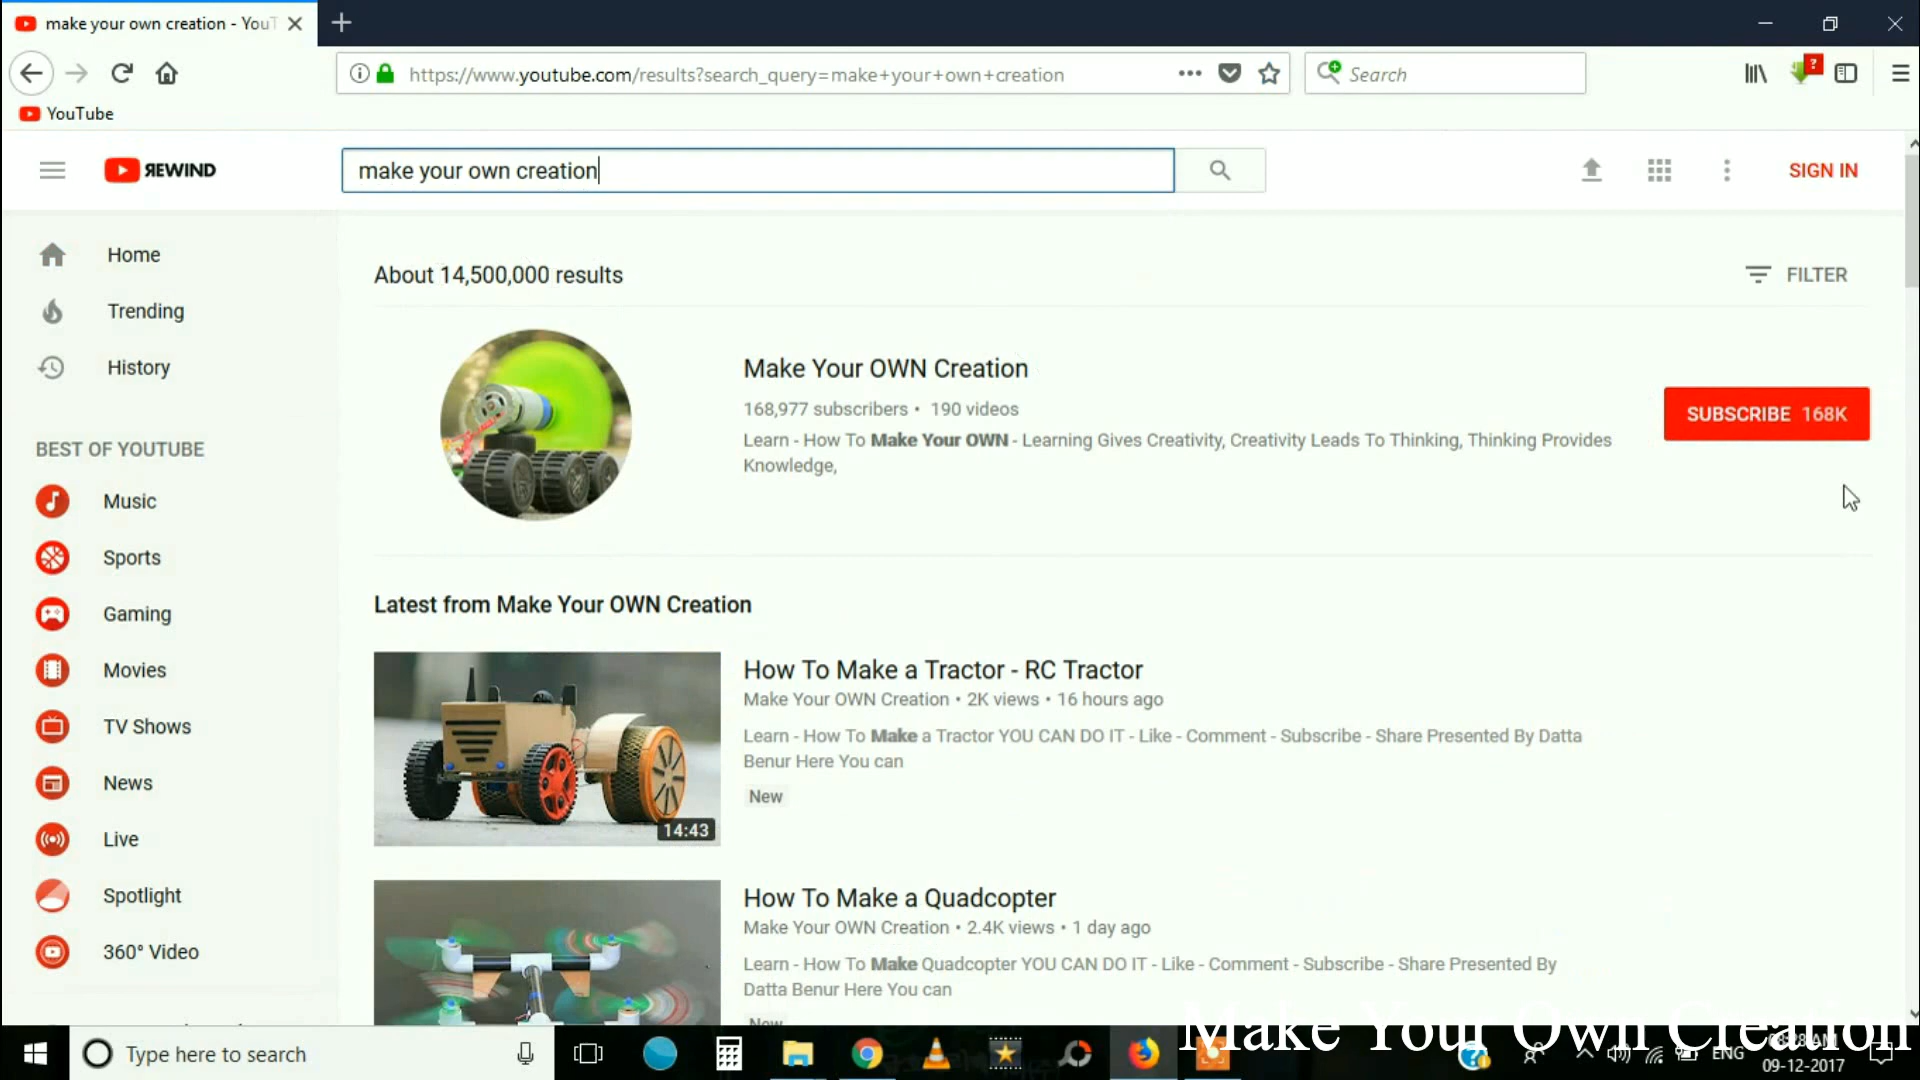 make your own creation - YouT
https://www.youtube.com/results?search_query=make+your+own+creation
Search
YouTube
REWIND
make your own creation
SIGN IN
Home
Trending
History
BEST OF YOUTUBE
Music
Sports
Gaming
Movies
TV Shows
News
Live
Spotlight
360° Video
About 14,500,000 results
FILTER
Make Your OWN Creation
168,977 subscribers • 190 videos
Learn - How To Make Your OWN - Learning Gives Creativity, Creativity Leads To Thinking, Thinking Provides
Knowledge,
SUBSCRIBE 168K
Latest from Make Your OWN Creation
How To Make a Tractor - RC Tractor
Make Your OWN Creation • 2K views • 16 hours ago
Learn - How To Make a Tractor YOU CAN DO IT - Like - Comment - Subscribe - Share Presented By Datta
Benur Here You can
New
14:43
How To Make a Quadcopter
Make Your OWN Creation • 2.4K views • 1 day ago
Learn - How To Make Quadcopter YOU CAN DO IT - Like - Comment - Subscribe - Share Presented By
Datta Benur Here You can
New
Make Your Own Creation
Type here to search
ENG
09-12-2017